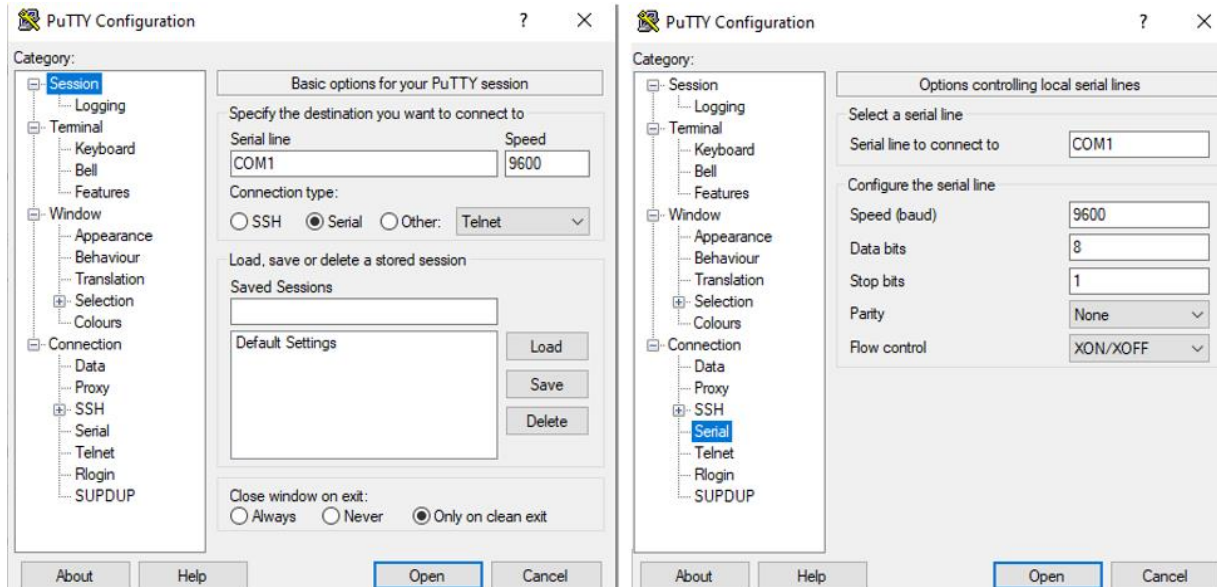 PuTTY Configuration
?
Category:
Session
Logging
Terminal
Keyboard
Bell
Features
Window
Appearance
Behaviour
Translation
Selection
Colours
Connection
Data
Proxy
SSH
Serial
Telnet
Rlogin
SUPDUP
Basic options for your PuTTY session
Specify the destination you want to connect to
Serial line Speed
COM1 9600
Connection type:
SSH Serial Other: Telnet
Load, save or delete a stored session
Saved Sessions
Default Settings
Load
Save
Delete
Close window on exit:
Always Never Only on clean exit
About Help Open Cancel
PuTTY Configuration
?
Category:
Session
Logging
Terminal
Keyboard
Bell
Features
Window
Appearance
Behaviour
Translation
Selection
Colours
Connection
Data
Proxy
SSH
Serial
Telnet
Rlogin
SUPDUP
Options controlling local serial lines
Select a serial line
Serial line to connect to COM1
Configure the serial line
Speed (baud) 9600
Data bits 8
Stop bits 1
Parity None
Flow control XON/XOFF
About Help Open Cancel